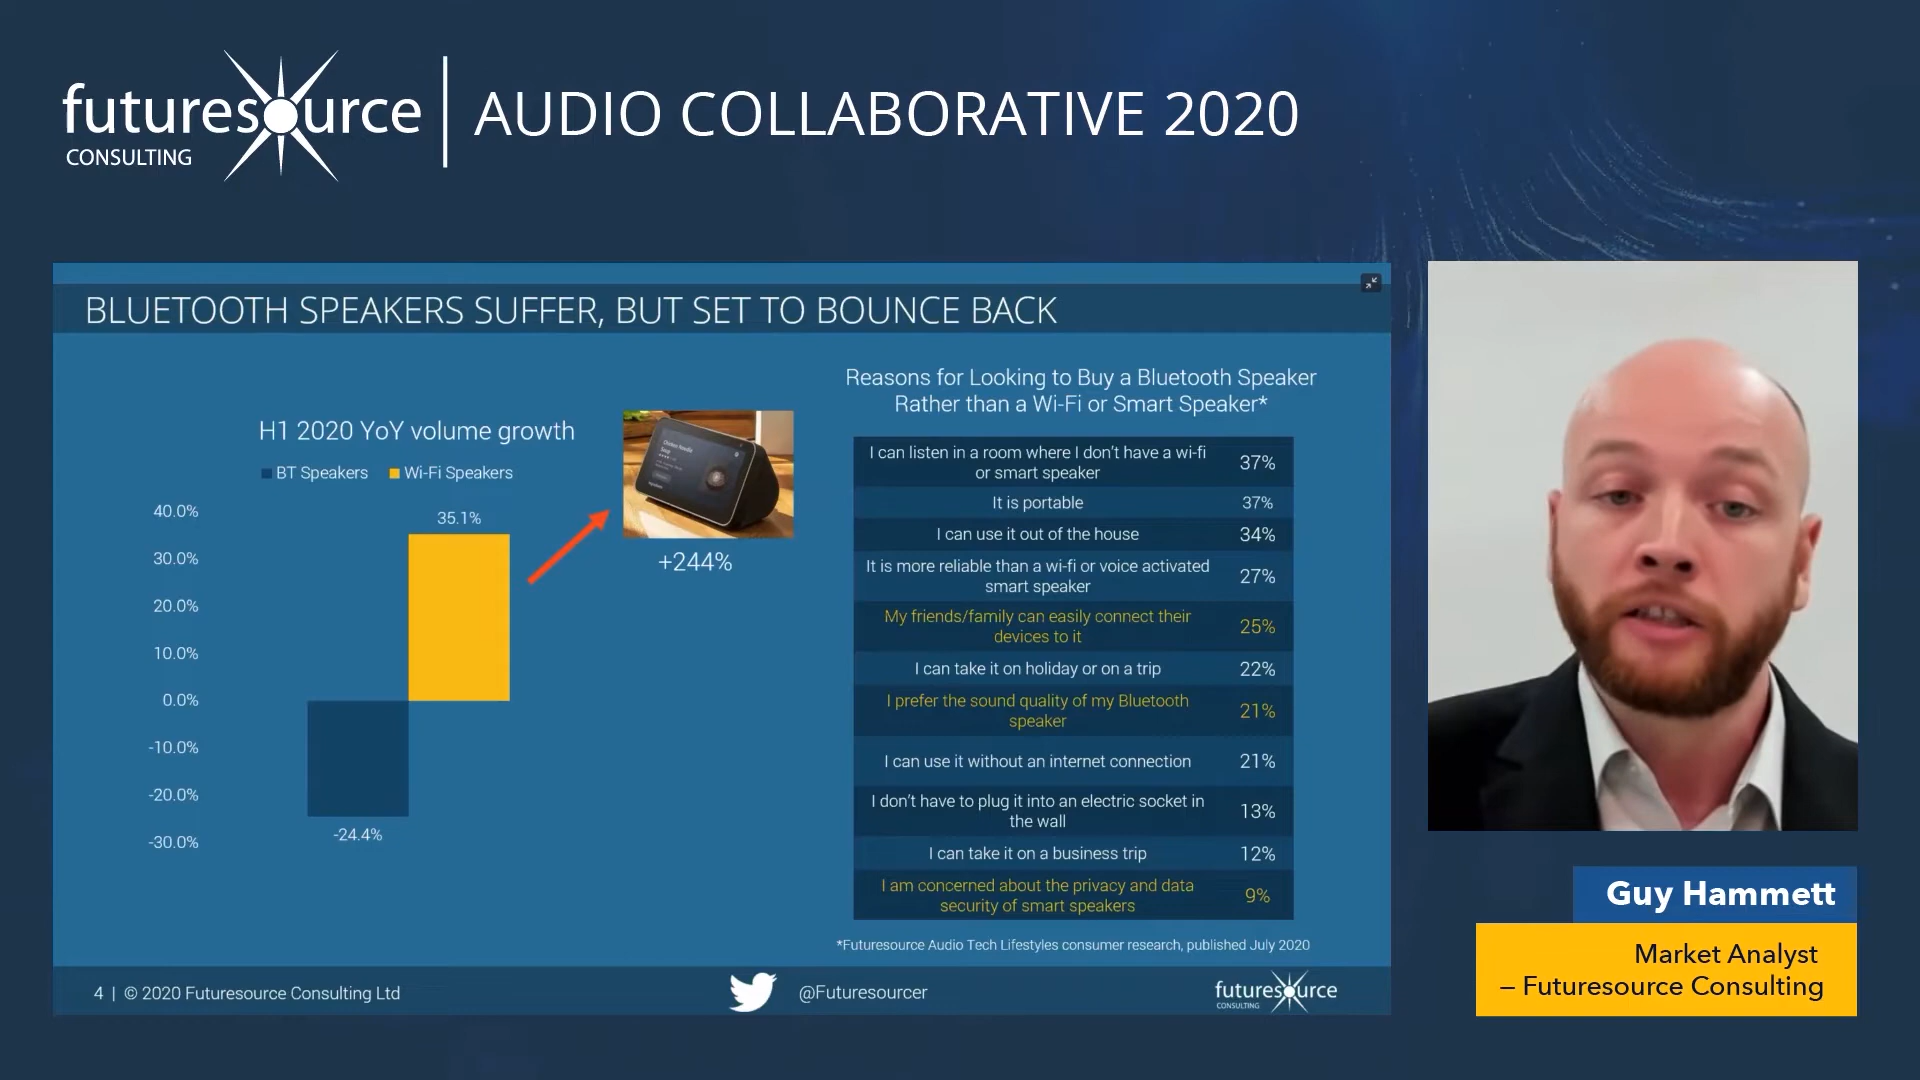 futuresource
CONSULTING
AUDIO COLLABORATIVE 2020
BLUETOOTH SPEAKERS SUFFER, BUT SET TO BOUNCE BACK
H1 2020 YoY volume growth
BT Speakers
Wi-Fi Speakers
40.0%
30.0%
20.0%
10.0%
0.0%
-10.0%
-20.0%
-30.0%
35.1%
-24.4%
+244%
Reasons for Looking to Buy a Bluetooth Speaker
Rather than a Wi-Fi or Smart Speaker*
I can listen in a room where I don't have a wi-fi
or smart speaker
37%
It is portable
37%
I can use it out of the house
34%
It is more reliable than a wi-fi or voice activated
smart speaker
27%
My friends/family can easily connect their
devices to it
25%
I can take it on holiday or on a trip
22%
I prefer the sound quality of my Bluetooth
speaker
21%
I can use it without an internet connection
21%
I don't have to plug it into an electric socket in
the wall
13%
I can take it on a business trip
12%
I am concerned about the privacy and data
security of smart speakers
9%
*Futuresource Audio Tech Lifestyles consumer research, published July 2020
4 | © 2020 Futuresource Consulting Ltd
@Futuresourcer
futuresource
CONSULTING
Guy Hammett
Market Analyst
– Futuresource Consulting